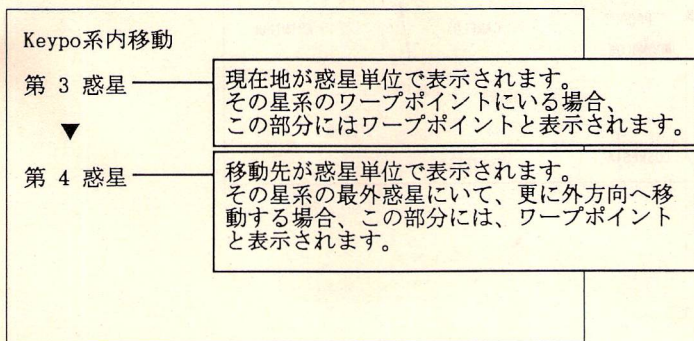 Keypo系内移動
第 3 惑星
現在地が惑星単位で表示されます。
その星系のワープポイントにいる場合、
この部分にはワープポイントと表示されます。
▼
第 4 惑星
移動先が惑星単位で表示されます。
その星系の最外惑星にいて、更に外方向へ移
動する場合、この部分には、ワープポイント
と表示されます。